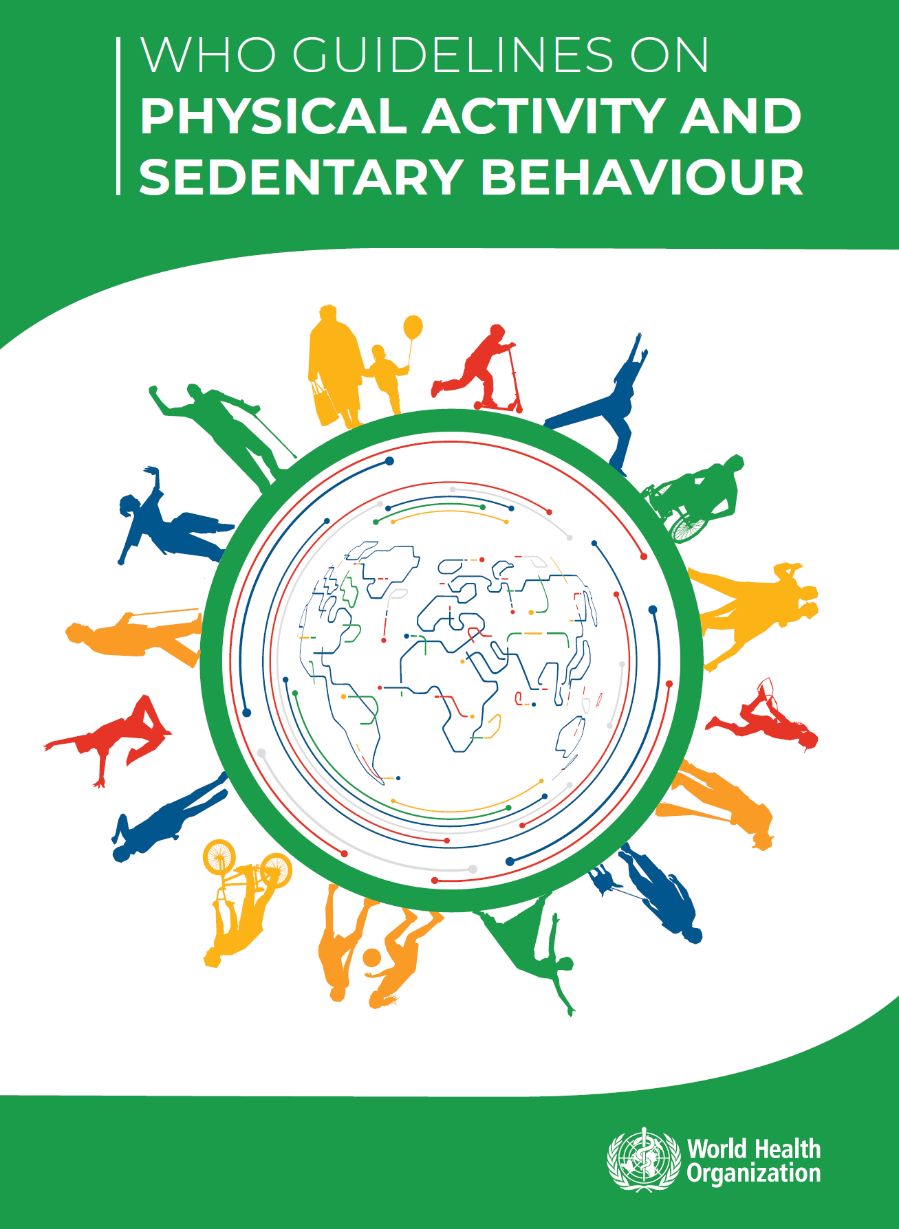 WHO GUIDELINES ON
PHYSICAL ACTIVITY AND
SEDENTARY BEHAVIOUR
World Health
Organization